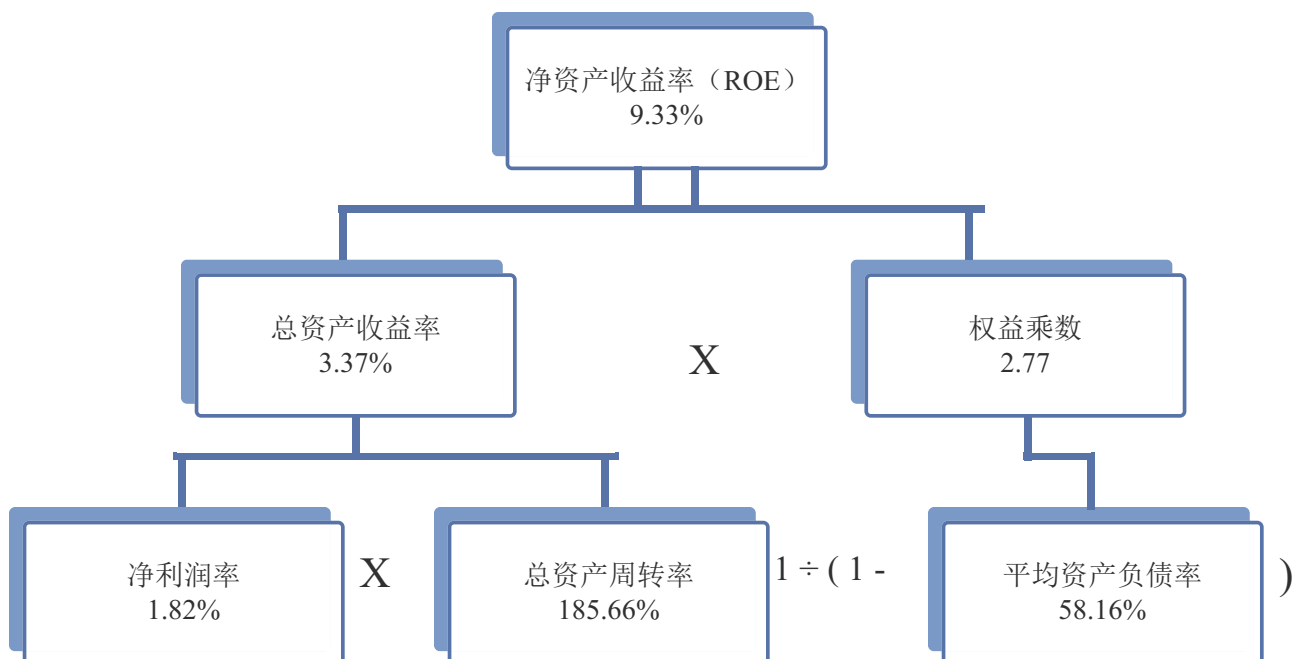 净资产收益率（ROE）
9.33%
总资产收益率
3.37%
X
权益乘数
2.77
净利润率
1.82%
X
总资产周转率
185.66%
1 ÷ ( 1 -
平均资产负债率
58.16%
)